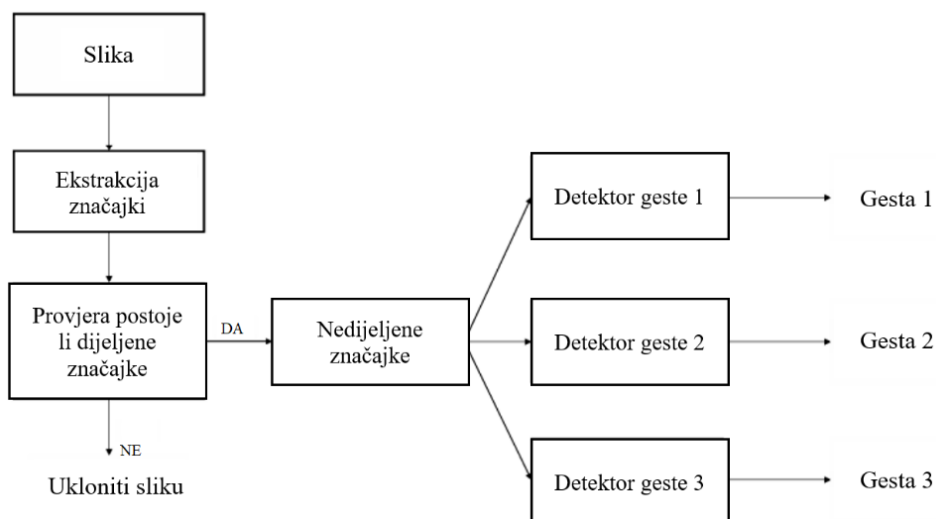 Slika
Ekstrakcija
značajki
Provjera postoje
li dijeljene
značajke
DA
NE
Ukloniti sliku
Nedijeljene
značajke
Detektor geste 1
Gesta 1
Detektor geste 2
Gesta 2
Detektor geste 3
Gesta 3